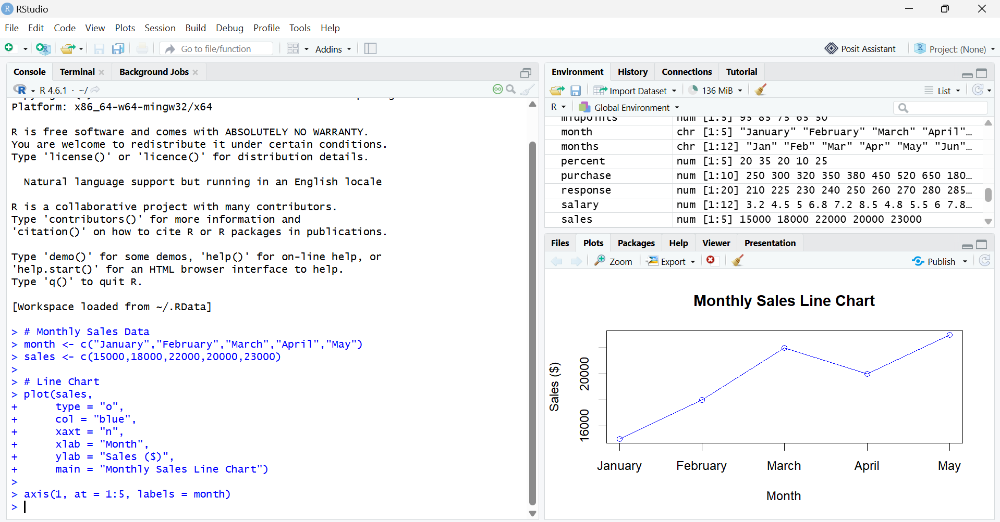 RStudio
File Edit Code View Plots Session Build Debug Profile Tools Help
Go to file/function Addins Posit Assistant Project: (None)
Console Terminal Background Jobs
R 4.6.1 · ~/
Platform: x86_64-w64-mingw32/x64
R is free software and comes with ABSOLUTELY NO WARRANTY.
You are welcome to redistribute it under certain conditions.
Type 'license()' or 'licence()' for distribution details.
Natural language support but running in an English locale
R is a collaborative project with many contributors.
Type 'contributors()' for more information and
'citation()' on how to cite R or R packages in publications.
Type 'demo()' for some demos, 'help()' for on-line help, or
'help.start()' for an HTML browser interface to help.
Type 'q()' to quit R.
[Workspace loaded from ~/.RData]
> # Monthly Sales Data
> month <- c("January","February","March","April","May")
> sales <- c(15000,18000,22000,20000,23000)
>
> # Line Chart
> plot(sales,
+ type = "o",
+ col = "blue",
+ xaxt = "n",
+ xlab = "Month",
+ ylab = "Sales ($)",
+ main = "Monthly Sales Line Chart")
>
> axis(1, at = 1:5, labels = month)
>
Environment History Connections Tutorial
Import Dataset 136 MiB List
R Global Environment
midpoints num [1:5] 95 85 75 65 50
month chr [1:5] "January" "February" "March" "April"…
months chr [1:12] "Jan" "Feb" "Mar" "Apr" "May" "Jun"…
percent num [1:5] 20 35 20 10 25
purchase num [1:10] 250 300 320 350 380 450 520 650 180…
response num [1:20] 210 225 230 240 250 260 270 280 285…
salary num [1:12] 3.2 4.5 5 6.8 7.2 8.5 4.8 5.5 6 7.8…
sales num [1:5] 15000 18000 22000 20000 23000
Files Plots Packages Help Viewer Presentation
Zoom Export Publish
Monthly Sales Line Chart
Sales ($)
20000
16000
January February March April May
Month